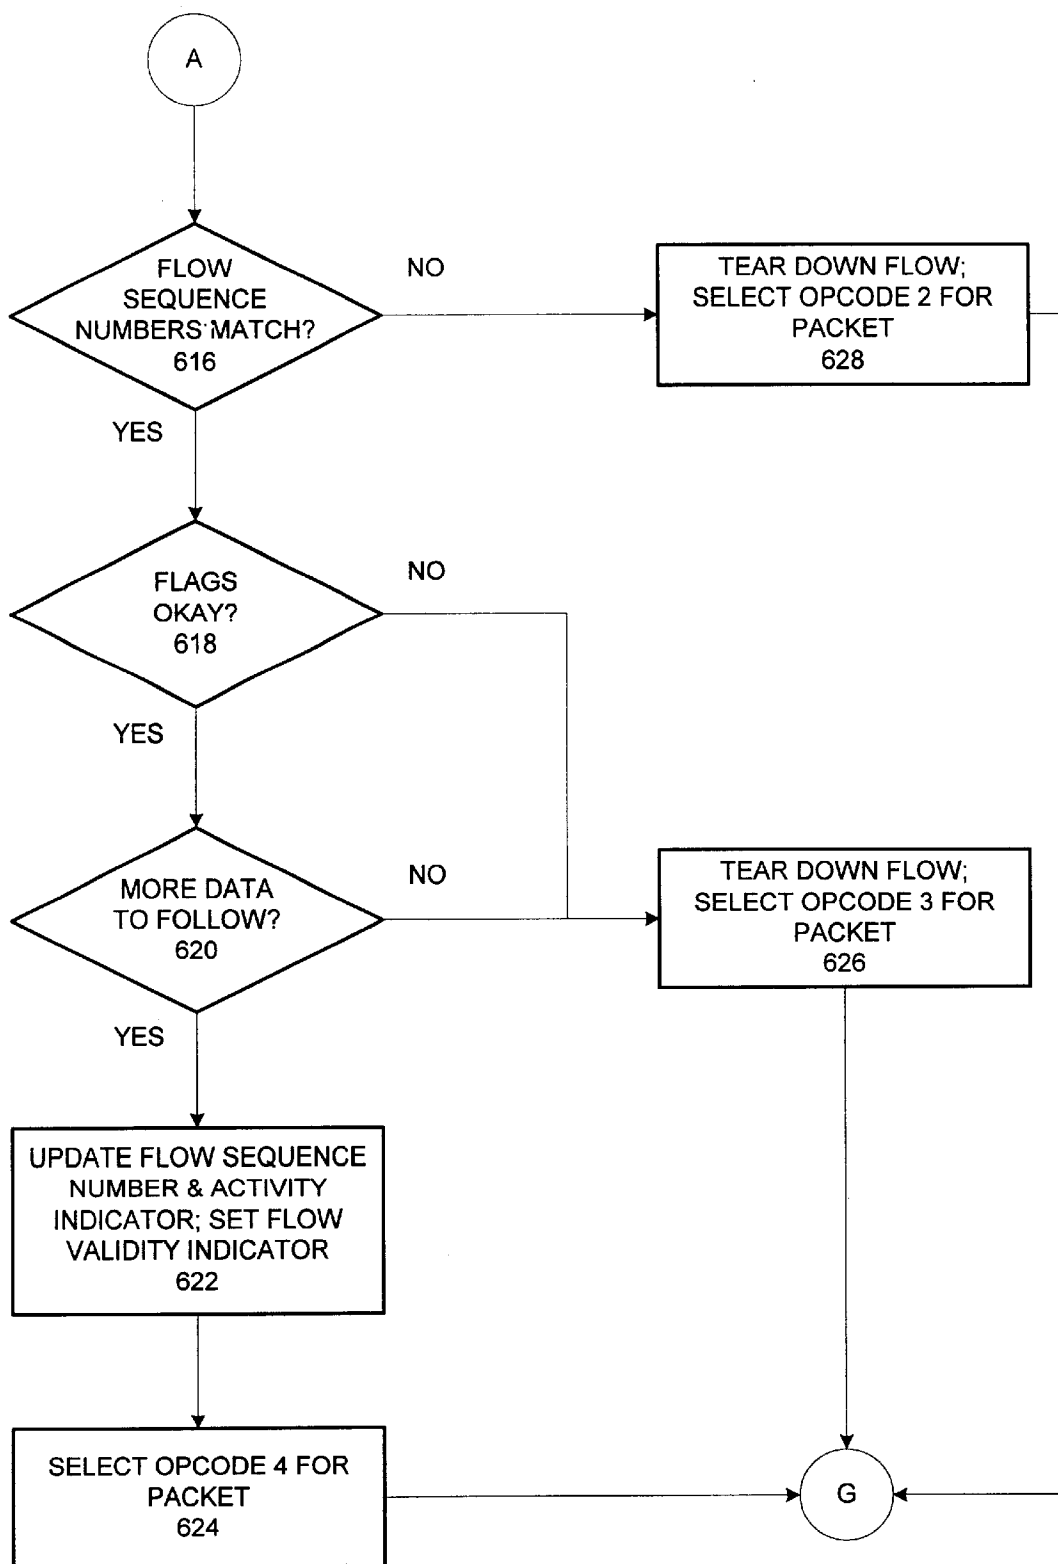 A
FLOW
SEQUENCE
NUMBERS MATCH?
616
NO
TEAR DOWN FLOW;
SELECT OPCODE 2 FOR
PACKET
628
YES
FLAGS
OKAY?
618
NO
YES
MORE DATA
TO FOLLOW?
620
NO
TEAR DOWN FLOW;
SELECT OPCODE 3 FOR
PACKET
626
YES
UPDATE FLOW SEQUENCE
NUMBER & ACTIVITY
INDICATOR; SET FLOW
VALIDITY INDICATOR
622
SELECT OPCODE 4 FOR
PACKET
624
G